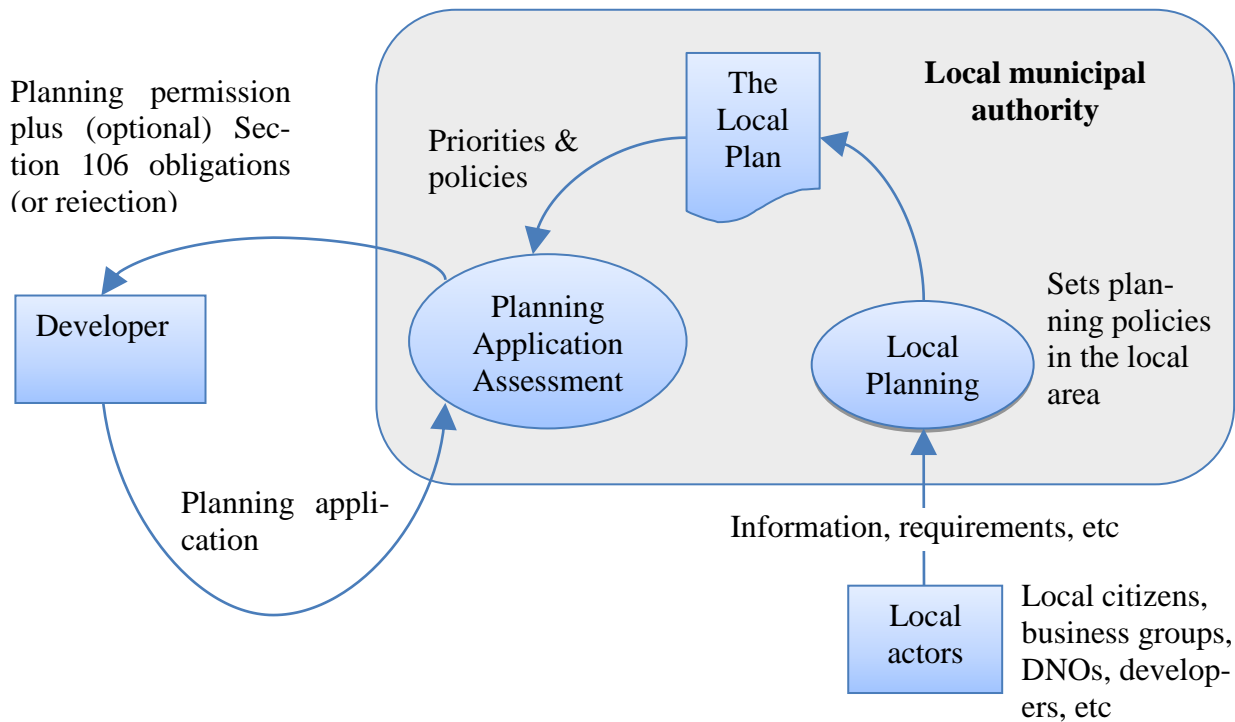 Planning permission
plus (optional) Sec-
tion 106 obligations
(or rejection)
Developer
Planning appli-
cation
Priorities &
policies
Planning
Application
Assessment
The
Local
Plan
Local municipal
authority
Local
Planning
Sets plan-
ning policies
in the local
area
Information, requirements, etc
Local
actors
Local citizens,
business groups,
DNOs, develop-
ers, etc